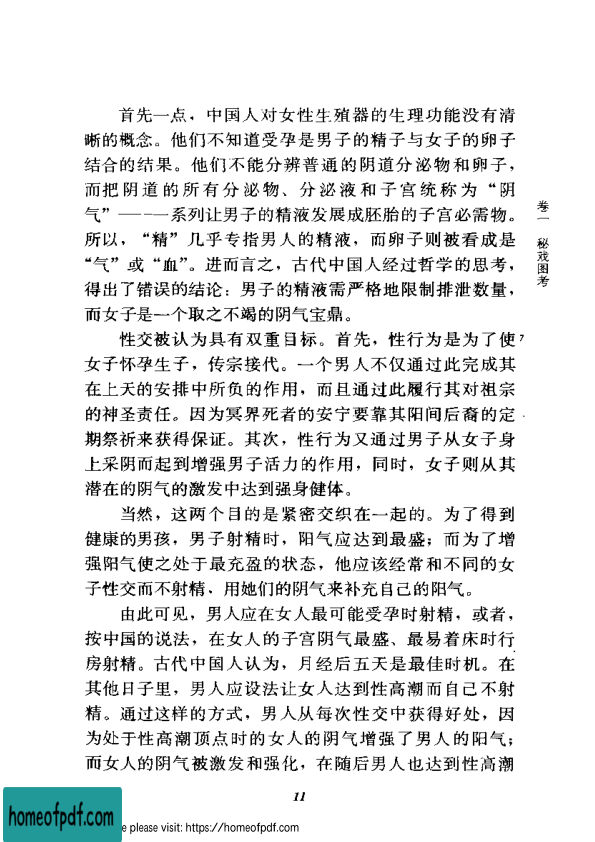 首先一点，中国人对女性生殖器的生理功能没有清
晰的概念。他们不知道受孕是男子的精子与女子的卵子
结合的结果。他们不能分辨普通的阴道分泌物和卵子，
而把阴道的所有分泌物、分泌液和子宫统称为“阴
气”——一系列让男子的精液发展成胚胎的子宫必需物。
所以，“精”几乎专指男人的精液，而卵子则被看成是
“气”或“血”。进而言之，古代中国人经过哲学的思考，
得出了错误的结论：男子的精液需严格地限制排泄数量，
而女子是一个取之不竭的阴气宝鼎。
性交被认为具有双重目标。首先，性行为是为了使
女子怀孕生子，传宗接代。一个男人不仅通过此完成其
在上天的安排中所负的作用，而且通过此履行其对祖宗
的神圣责任。因为冥界死者的安宁要靠其阳间后裔的定
期祭祈来获得保证。其次，性行为又通过男子从女子身
上采阴而起到增强男子活力的作用，同时，女子则从其
潜在的阴气的激发中达到强身健体。
当然，这两个目的是紧密交织在一起的。为了得到
健康的男孩，男子射精时，阳气应达到最盛；而为了增
强阳气使之处于最充盈的状态，他应该经常和不同的女
子性交而不射精，用她们的阴气来补充自己的阳气。
由此可见，男人应在女人最可能受孕时射精，或者，
按中国的说法，在女人的子宫阴气最盛、最易着床时行
房射精。古代中国人认为，月经后五天是最佳时机。在
其他日子里，男人应设法让女人达到性高潮而自己不射
精。通过这样的方式，男人从每次性交中获得好处，因
为处于性高潮顶点时的女人的阴气增强了男人的阳气；
而女人的阴气被激发和强化，在随后男人也达到性高潮
卷一 秘戏图考
7
11
homeofpdf.com
e please visit: https://homeofpdf.com